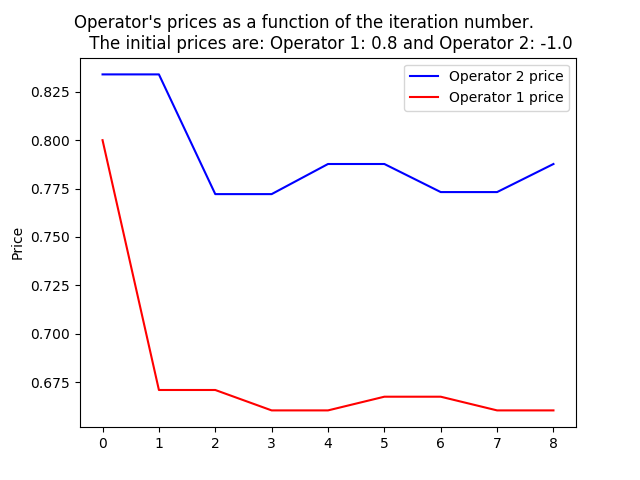 Operator's prices as a function of the iteration number.
The initial prices are: Operator 1: 0.8 and Operator 2: -1.0
Operator 2 price
Operator 1 price
0.825
0.800
0.775
0.750
0.725
0.700
0.675
Price
0 1 2 3 4 5 6 7 8